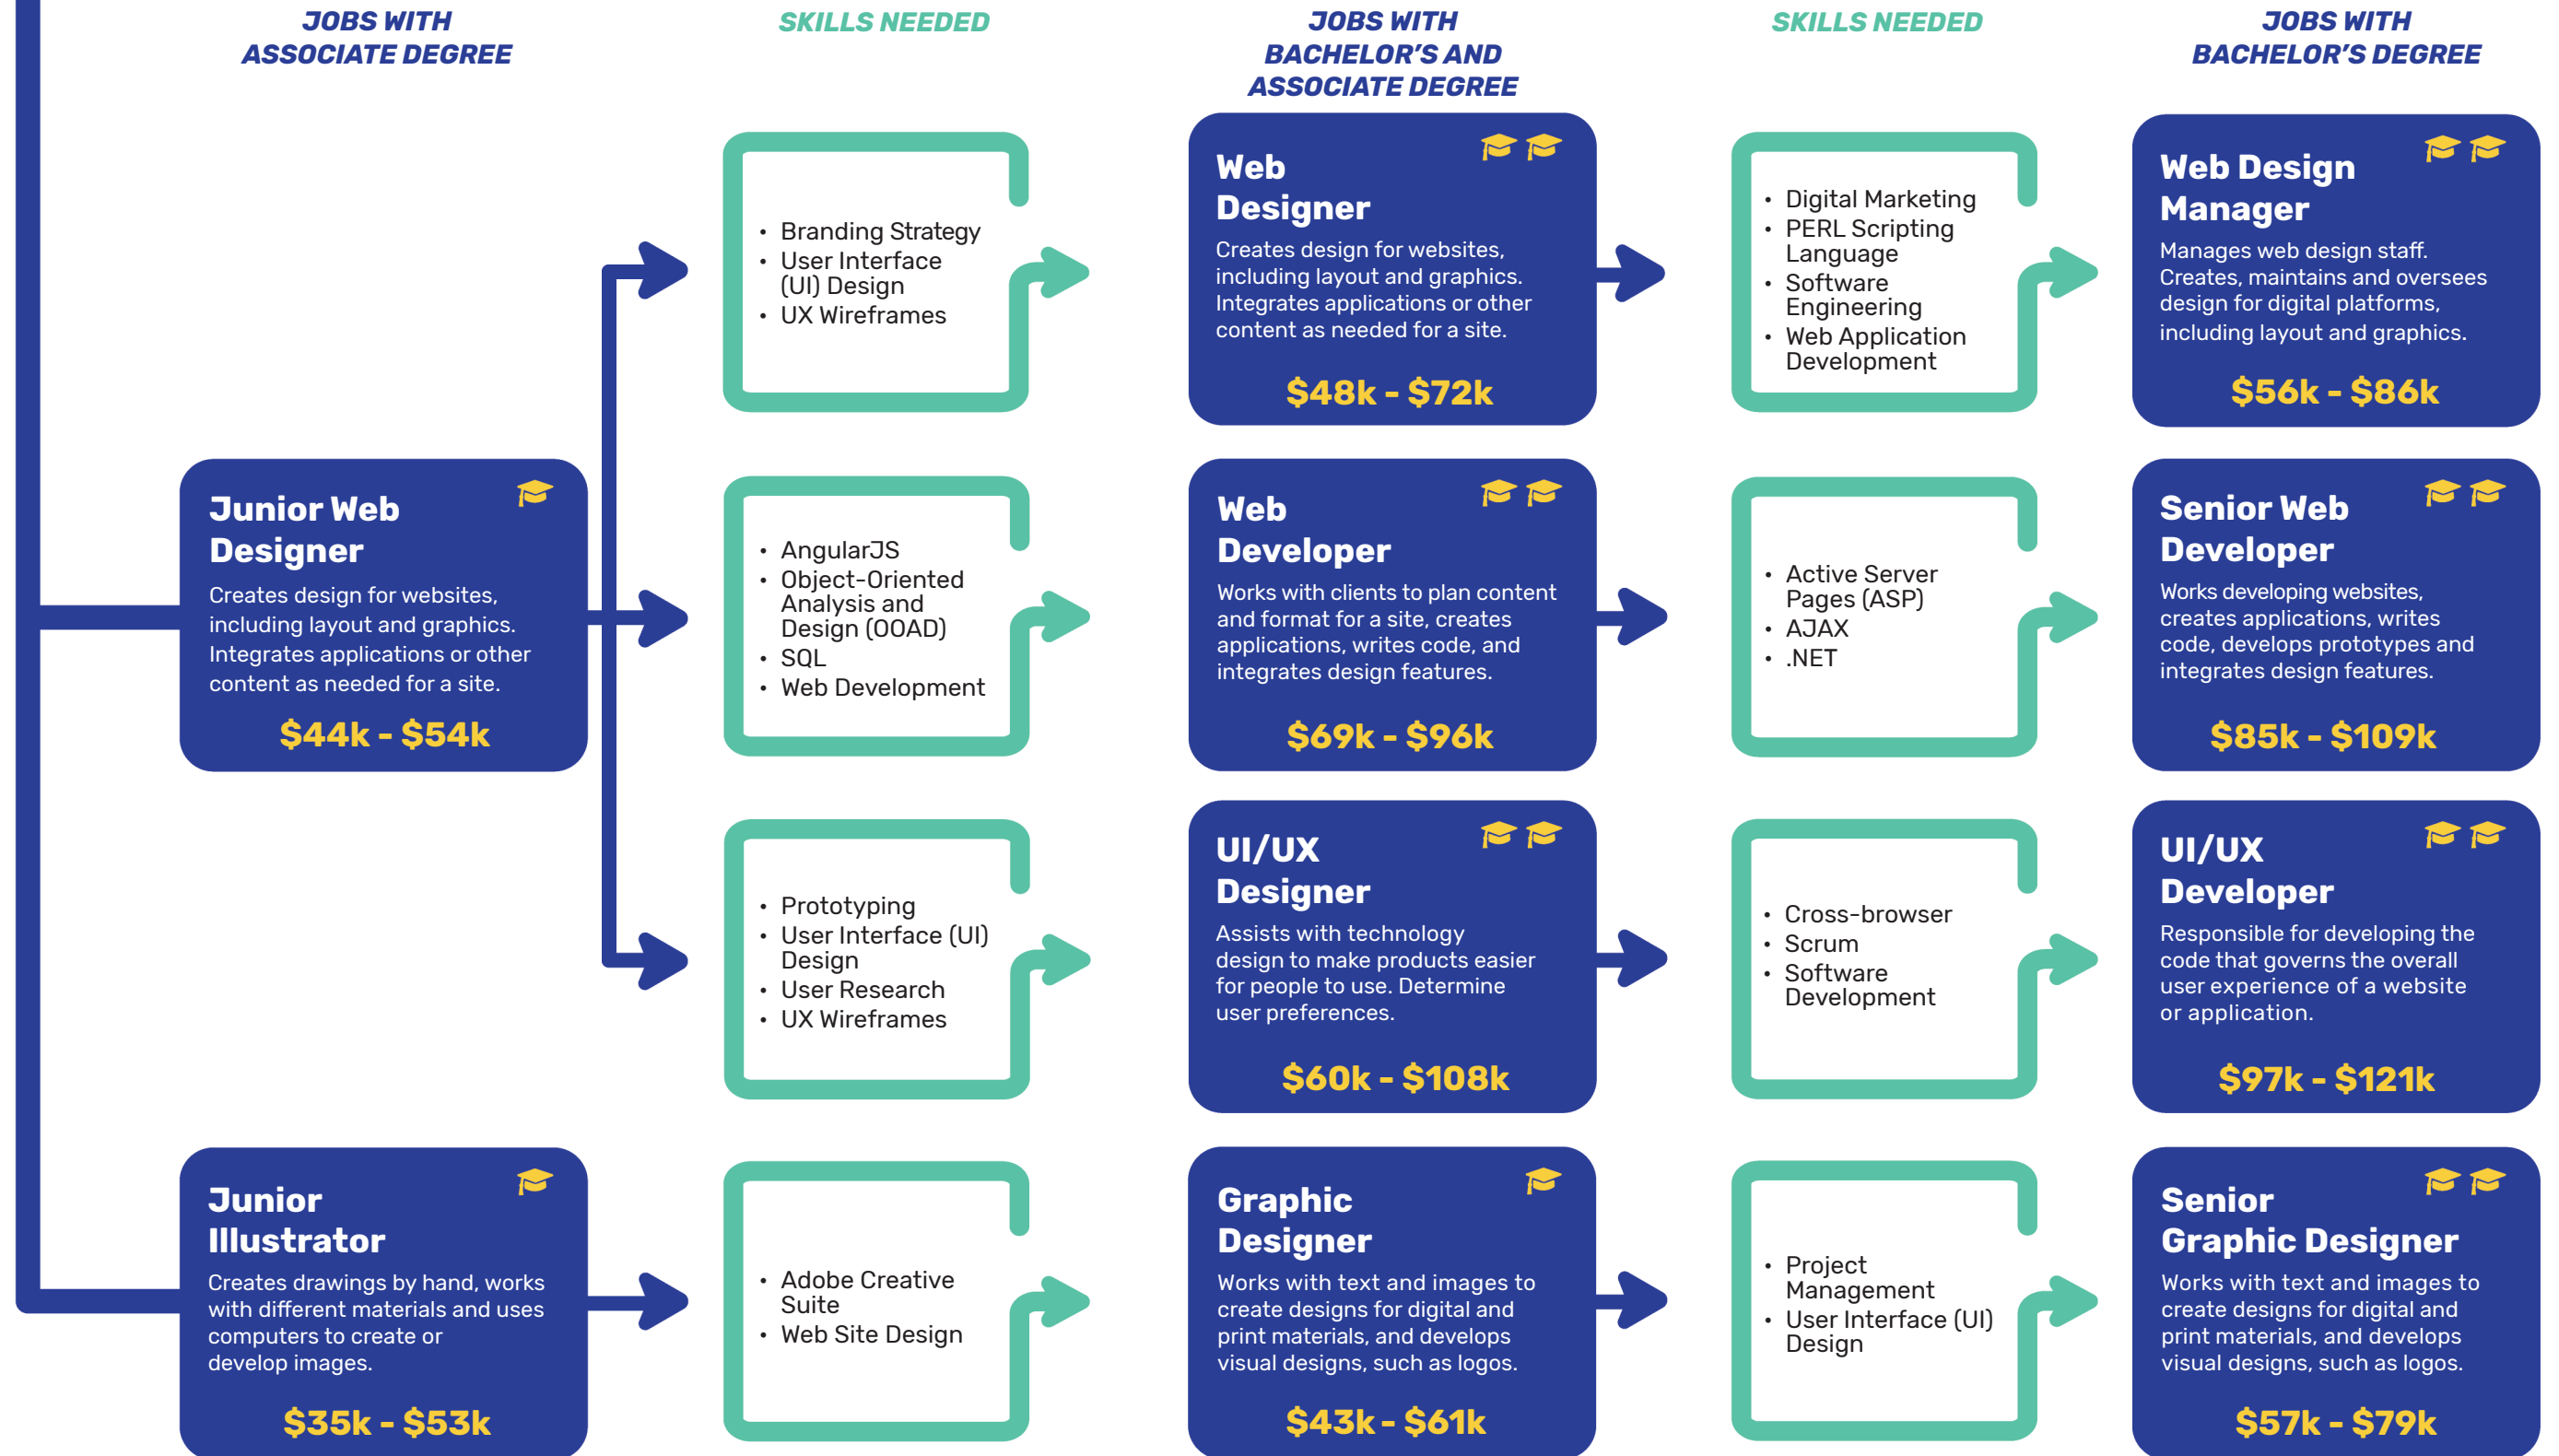 JOBS WITH
ASSOCIATE DEGREE
SKILLS NEEDED
JOBS WITH
BACHELOR'S AND
ASSOCIATE DEGREE
SKILLS NEEDED
JOBS WITH
BACHELOR'S DEGREE
• Branding Strategy
• User Interface
(UI) Design
• UX Wireframes
Web
Designer
Creates design for websites,
including layout and graphics.
Integrates applications or other
content as needed for a site.
$48k - $72k
• Digital Marketing
• PERL Scripting
Language
• Software
Engineering
• Web Application
Development
Web Design
Manager
Manages web design staff.
Creates, maintains and oversees
design for digital platforms,
including layout and graphics.
$56k - $86k
Junior Web
Designer
Creates design for websites,
including layout and graphics.
Integrates applications or other
content as needed for a site.
$44k - $54k
• AngularJS
• Object-Oriented
Analysis and
Design (OOAD)
• SQL
• Web Development
Web
Developer
Works with clients to plan content
and format for a site, creates
applications, writes code, and
integrates design features.
$69k - $96k
• Active Server
Pages (ASP)
• AJAX
• .NET
Senior Web
Developer
Works developing websites,
creates applications, writes
code, develops prototypes and
integrates design features.
$85k - $109k
• Prototyping
• User Interface (UI)
Design
• User Research
• UX Wireframes
UI/UX
Designer
Assists with technology
design to make products easier
for people to use. Determine
user preferences.
$60k - $108k
• Cross-browser
• Scrum
• Software
Development
UI/UX
Developer
Responsible for developing the
code that governs the overall
user experience of a website
or application.
$97k - $121k
Junior
Illustrator
Creates drawings by hand, works
with different materials and uses
computers to create or
develop images.
$35k - $53k
• Adobe Creative
Suite
• Web Site Design
Graphic
Designer
Works with text and images to
create designs for digital and
print materials, and develops
visual designs, such as logos.
$43k - $61k
• Project
Management
• User Interface (UI)
Design
Senior
Graphic Designer
Works with text and images to
create designs for digital and
print materials, and develops
visual designs, such as logos.
$57k - $79k